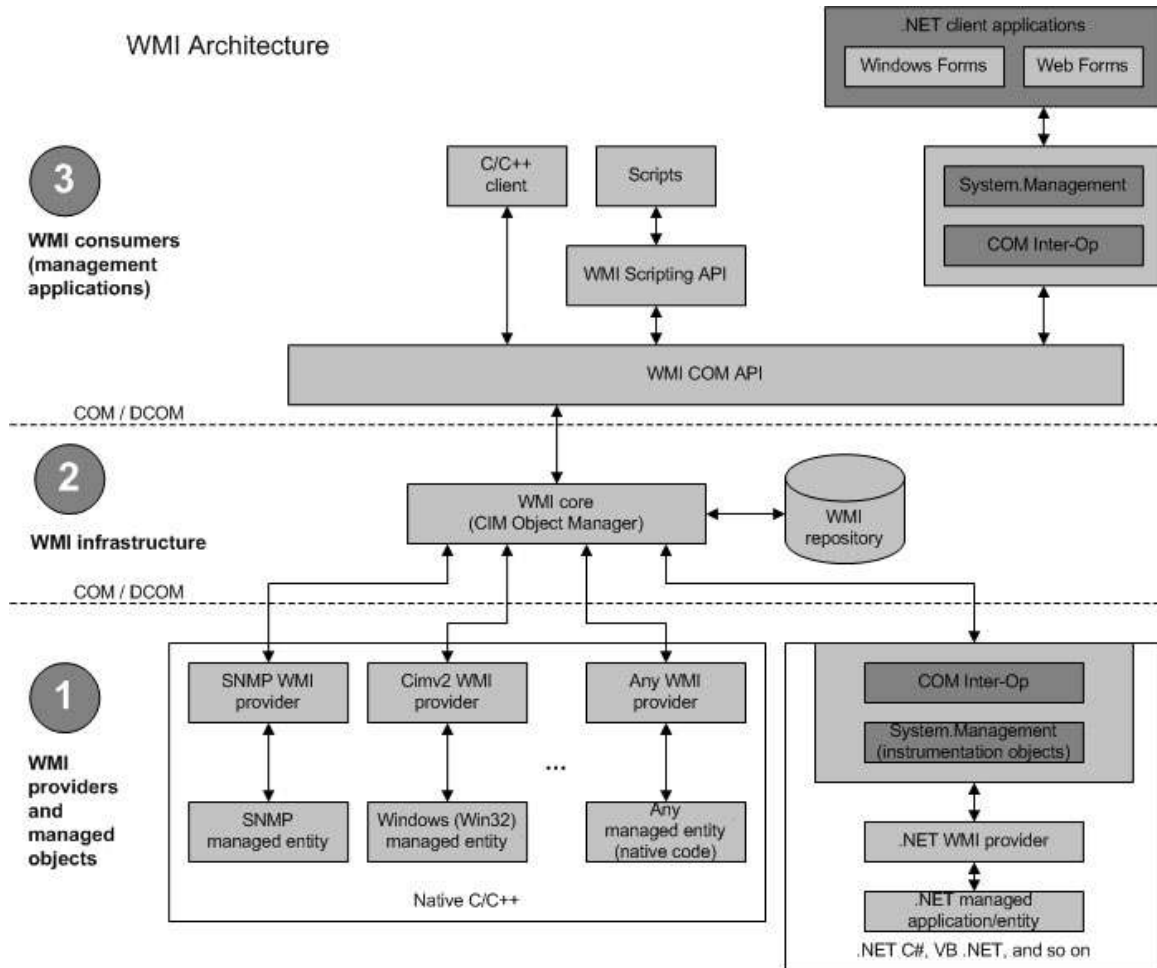 WMI Architecture
.NET client applications
Windows Forms
Web Forms
3
WMI consumers
(management
applications)
C/C++
client
Scripts
System.Management
COM Inter-Op
WMI Scripting API
WMI COM API
COM / DCOM
2
WMI infrastructure
WMI core
(CIM Object Manager)
WMI
repository
COM / DCOM
1
WMI
providers
and
managed
objects
SNMP WMI
provider
Cimv2 WMI
provider
Any WMI
provider
...
SNMP
managed entity
Windows (Win32)
managed entity
Any
managed entity
(native code)
Native C/C++
COM Inter-Op
System.Management
(instrumentation objects)
.NET WMI provider
.NET managed
application/entity
.NET C#, VB .NET, and so on